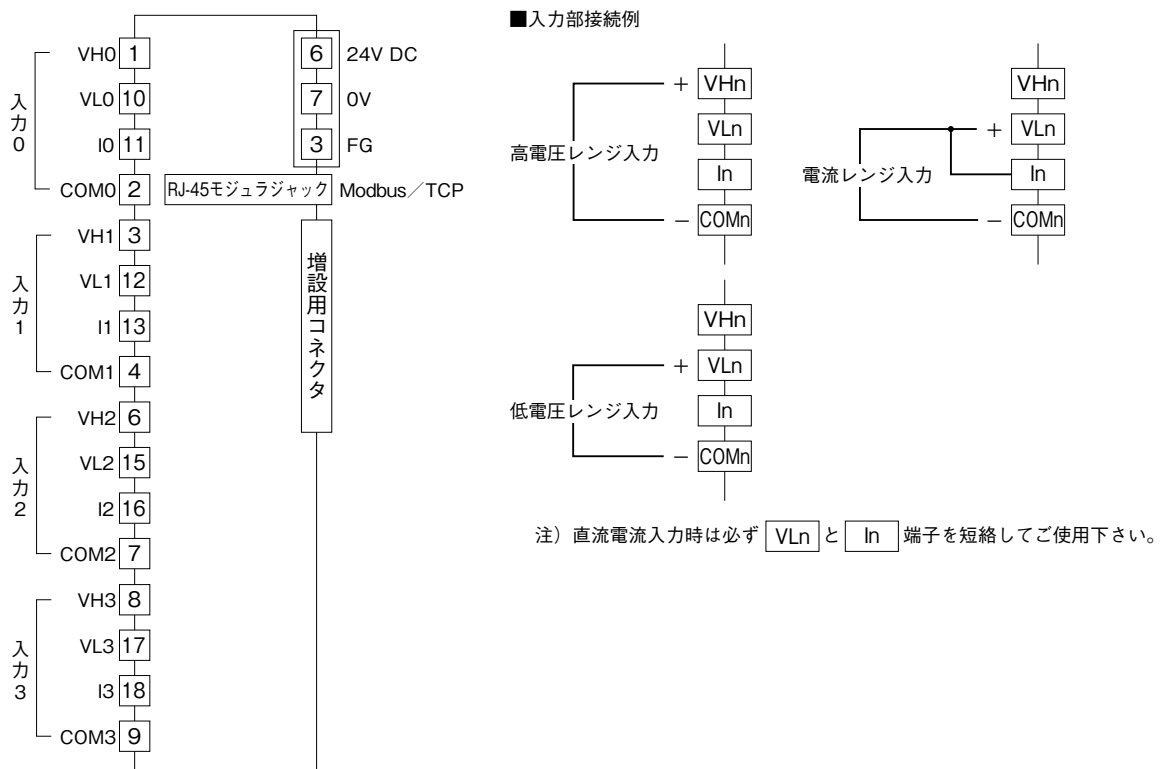 入力0
VH0 1
VL0 10
I0 11
COM0 2
入力1
VH1 3
VL1 12
I1 13
COM1 4
入力2
VH2 6
VL2 15
I2 16
COM2 7
入力3
VH3 8
VL3 17
I3 18
COM3 9
6 24V DC
7 0V
3 FG
RJ-45モジュラジャック Modbus／TCP
増設用コネクタ
■入力部接続例
高電圧レンジ入力
+ VHn
VLn
In
− COMn
電流レンジ入力
VHn
+ VLn
In
− COMn
低電圧レンジ入力
VHn
+ VLn
In
− COMn
注）直流電流入力時は必ず VLn と In 端子を短絡してご使用下さい。